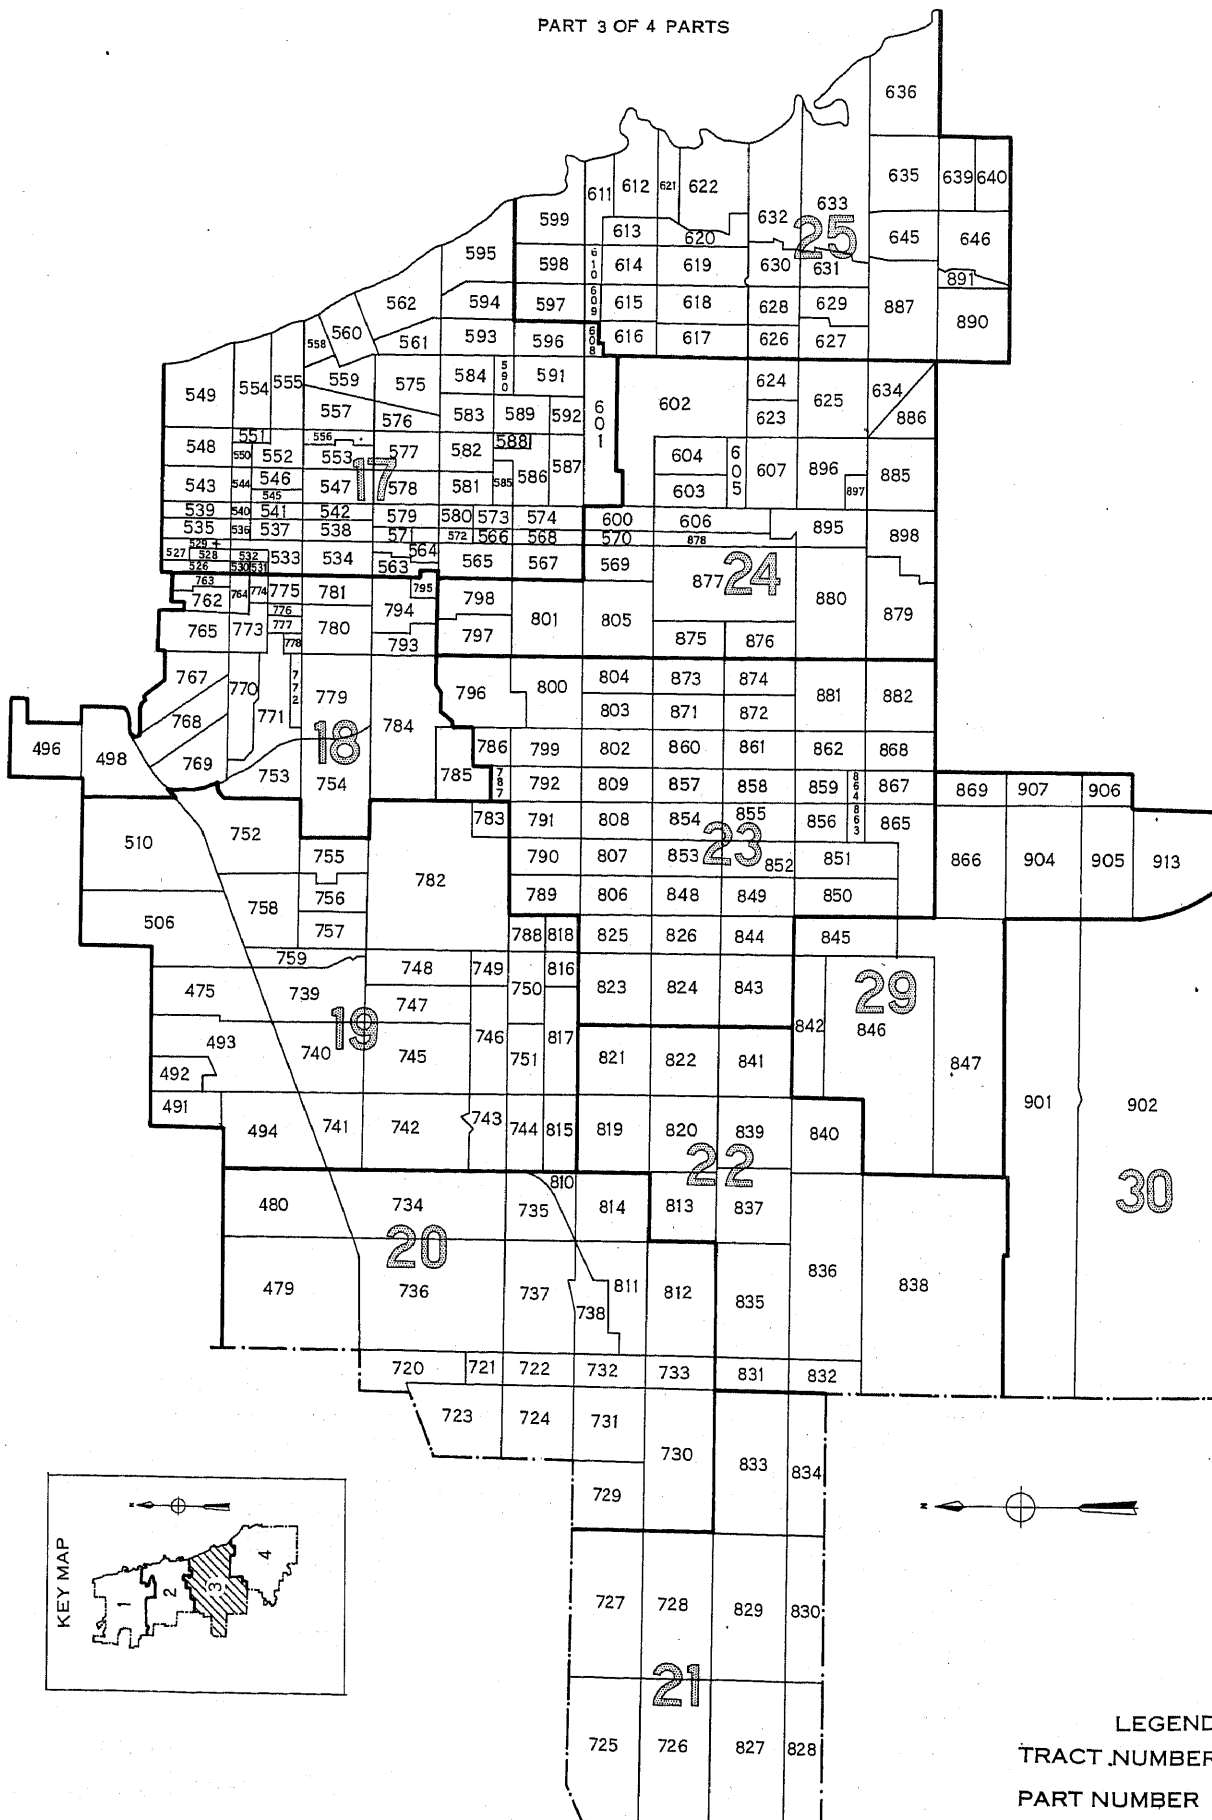 PART 3 OF 4 PARTS
636
635 639 640
611 612 621 622
599 632 633
613 620 25 645 646
595 598 610 614 619 630 631
891
562 594 597 609 615 618 628 629 887 890
558 560 561 593 596 608 616 617 626 627
549 554 555 559 575 584 590 591 624 625 634
557 576 583 589 592 601 602 623 886
548 551 556 577 582 588
550 552 553 17 586 587 604 605 607 896 885
543 544 546 547 578 581 585 603 897
545
539 540 541 542 579 580 573 574 600 606 895
535 536 537 538 57 572 566 568 570 878 898
529
527 528 532 533 534 564 565 567 569
526 530 531 563
763 877 24 880 879
762 764 774 775 781 794 795 798 801 805
776
765 773 777 780 793 797 875 876
778
767 770 772 779 796 800 804 873 874 881 882
768 771 784 803 871 872
496 498 769 753 18 754 785 786 799 802 860 861 862 868
787 792 809 857 858 859 864 867 869 907 906
510 752 783 791 808 854 855 856 863 865
755 782 790 807 853 23 852 851 866 904 905 913
506 758 756 789 806 848 849 850
757 788 818 825 826 844 845
759 748 749 816
475 739 747 750 823 824 843 29
493 19 740 745 746 751 817 821 822 841 842 846 847
492
491 494 741 742 743 744 815 819 820 839 840 901 902
22
480 734 735 810 814 813 837 30
20
479 736 737 738 811 812 835 836 838
720 721 722 732 733 831 832
723 724 731
730 833 834
729
KEY MAP
N
1
2
3
4
N
727 728 829 830
21
725 726 827 828
LEGEND
TRACT NUMBER
PART NUMBER